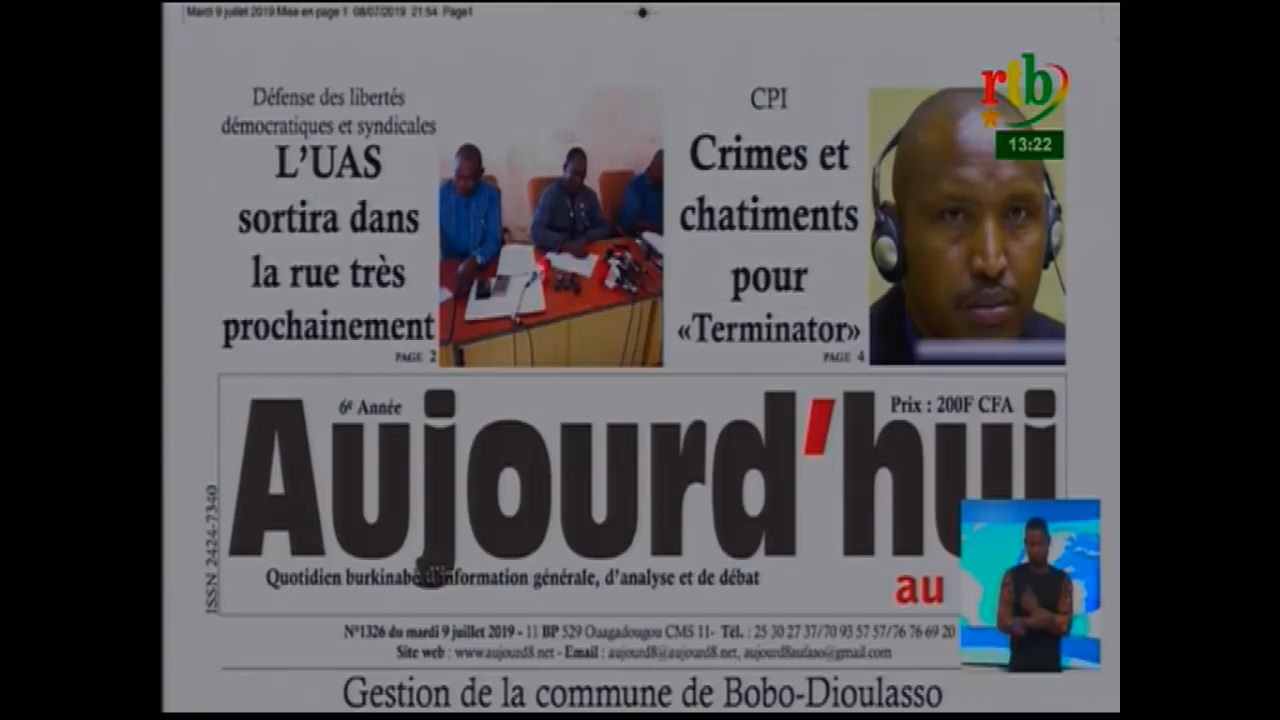 Mardi 9 juillet 2019 Mise en page 1 08/07/2019 21:54 Page1
rtb
13:22
Défense des libertés
démocratiques et syndicales
L'UAS
sortira dans
la rue très
prochainement
PAGE 2
CPI
Crimes et
chatiments
pour
«Terminator»
PAGE 4
6e Année
Prix : 200F CFA
Aujourd'hui
ISSN 2424-7340
Quotidien burkinabè d'information générale, d'analyse et de débat
au
N°1326 du mardi 9 juillet 2019 - 11 BP 529 Ouagadougou CMS 11- Tél. : 25 30 27 37/70 93 57 57/76 76 69 20
Site web : www.aujourd8.net - Email : aujourd8@aujourd8.net, aujourd8aufaso@gmail.com
Gestion de la commune de Bobo-Dioulasso